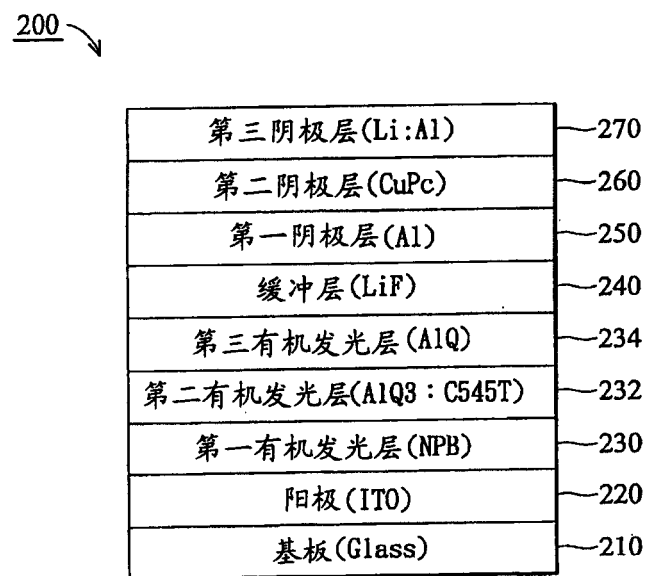 200
第三阴极层(Li:Al) 270
第二阴极层(CuPc) 260
第一阴极层(Al) 250
缓冲层(LiF) 240
第三有机发光层(AlQ) 234
第二有机发光层(AlQ3:C545T) 232
第一有机发光层(NPB) 230
阳极(ITO) 220
基板(Glass) 210